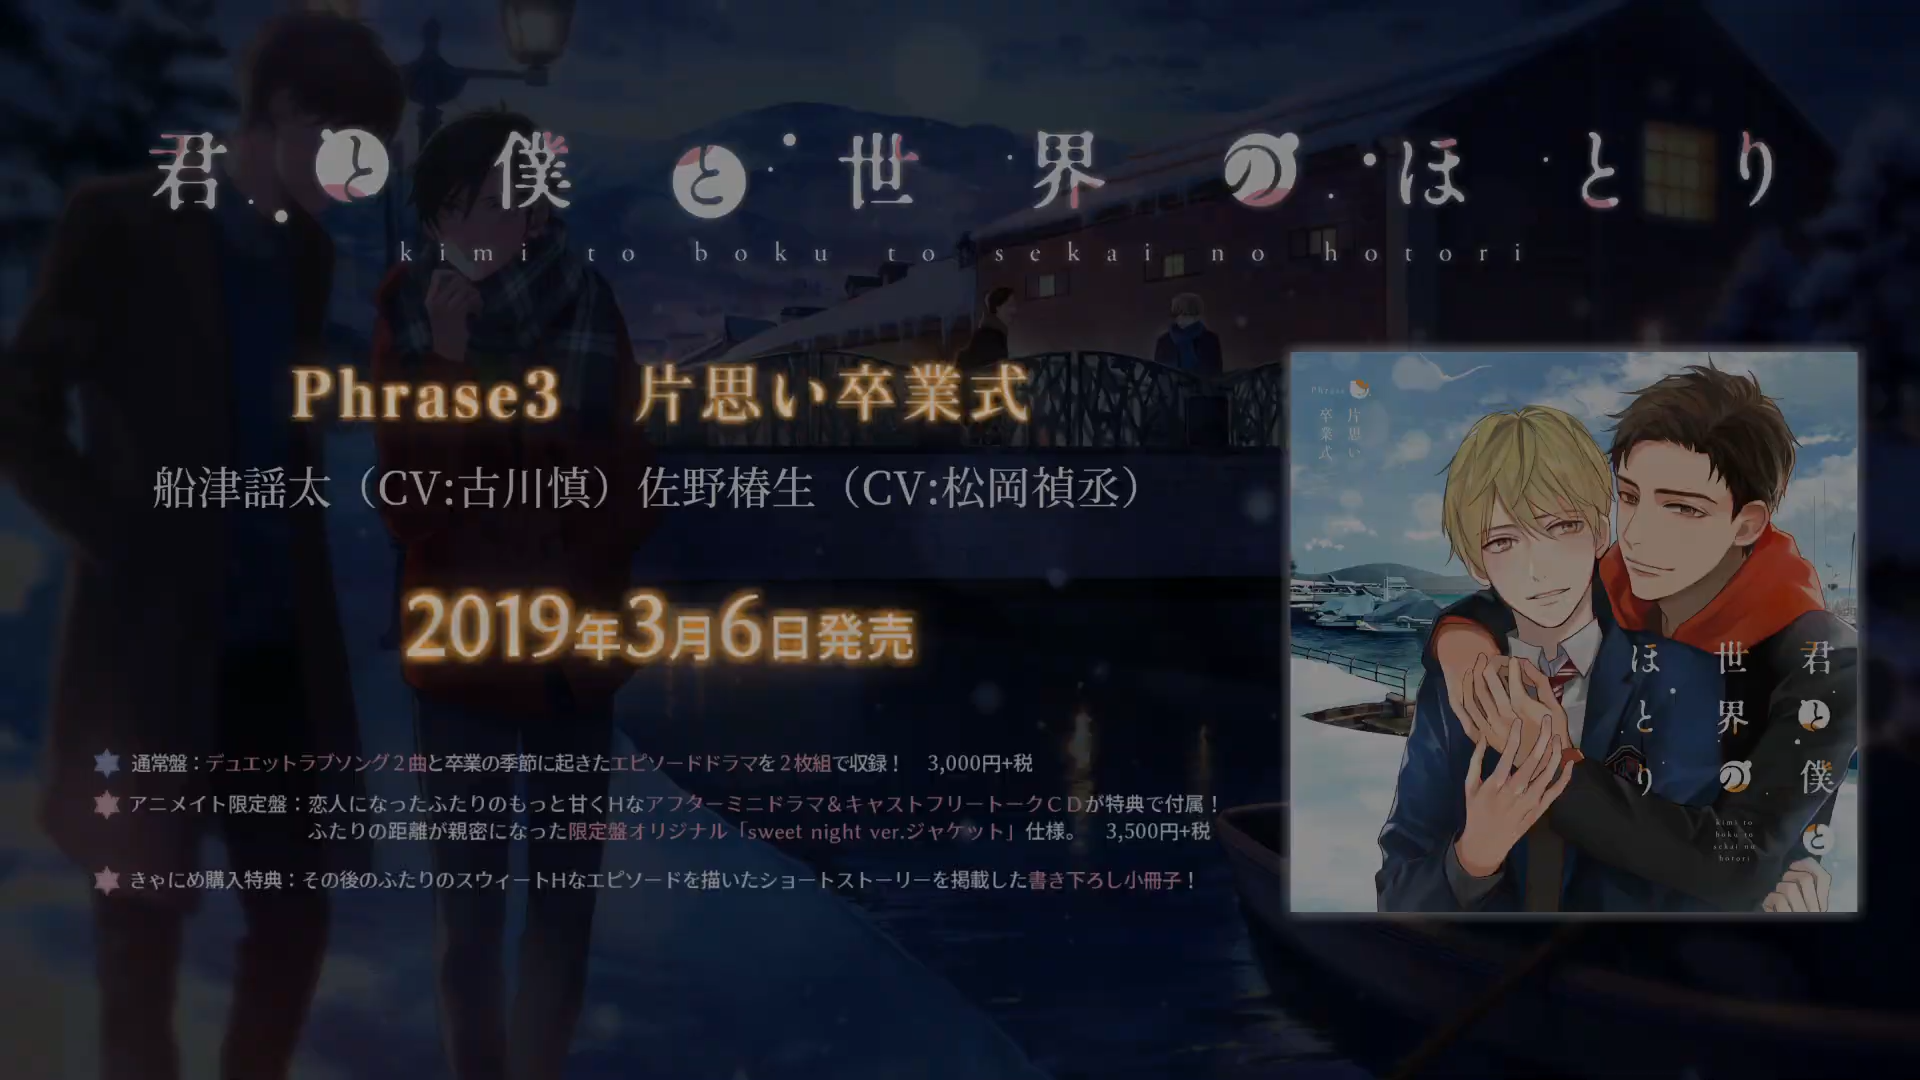 君と僕と世界のほとり
kimi to boku to sekai no hotori
Phrase3　片思い卒業式
船津謡太（CV:古川慎）佐野椿生（CV:松岡禎丞）
2019年3月6日発売
通常盤：デュエットラブソング２曲と卒業の季節に起きたエピソードドラマを２枚組で収録！　3,000円+税
アニメイト限定盤：恋人になったふたりのもっと甘くHなアフターミニドラマ＆キャストフリートークＣＤが特典で付属！
ふたりの距離が親密になった限定盤オリジナル「sweet night ver.ジャケット」仕様。　3,500円+税
きゃにめ購入特典：その後のふたりのスウィートHなエピソードを描いたショートストーリーを掲載した書き下ろし小冊子！
Phrase
片思い
卒業式
君と僕と
世界の
ほとり
kimi to
boku to
sekai no
hotori